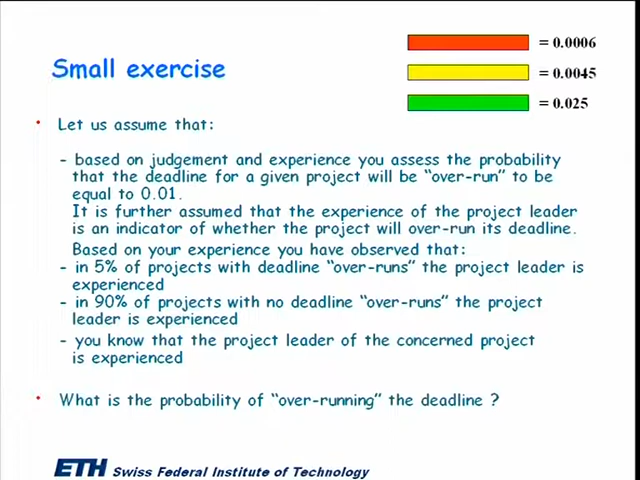 Small exercise
= 0.0006
= 0.0045
= 0.025
• Let us assume that:
- based on judgement and experience you assess the probability
that the deadline for a given project will be “over-run” to be
equal to 0.01.
It is further assumed that the experience of the project leader
is an indicator of whether the project will over-run its deadline.
Based on your experience you have observed that:
- in 5% of projects with deadline “over-runs” the project leader is
experienced
- in 90% of projects with no deadline “over-runs” the project
leader is experienced
- you know that the project leader of the concerned project
is experienced
• What is the probability of “over-running” the deadline ?
ETH Swiss Federal Institute of Technology